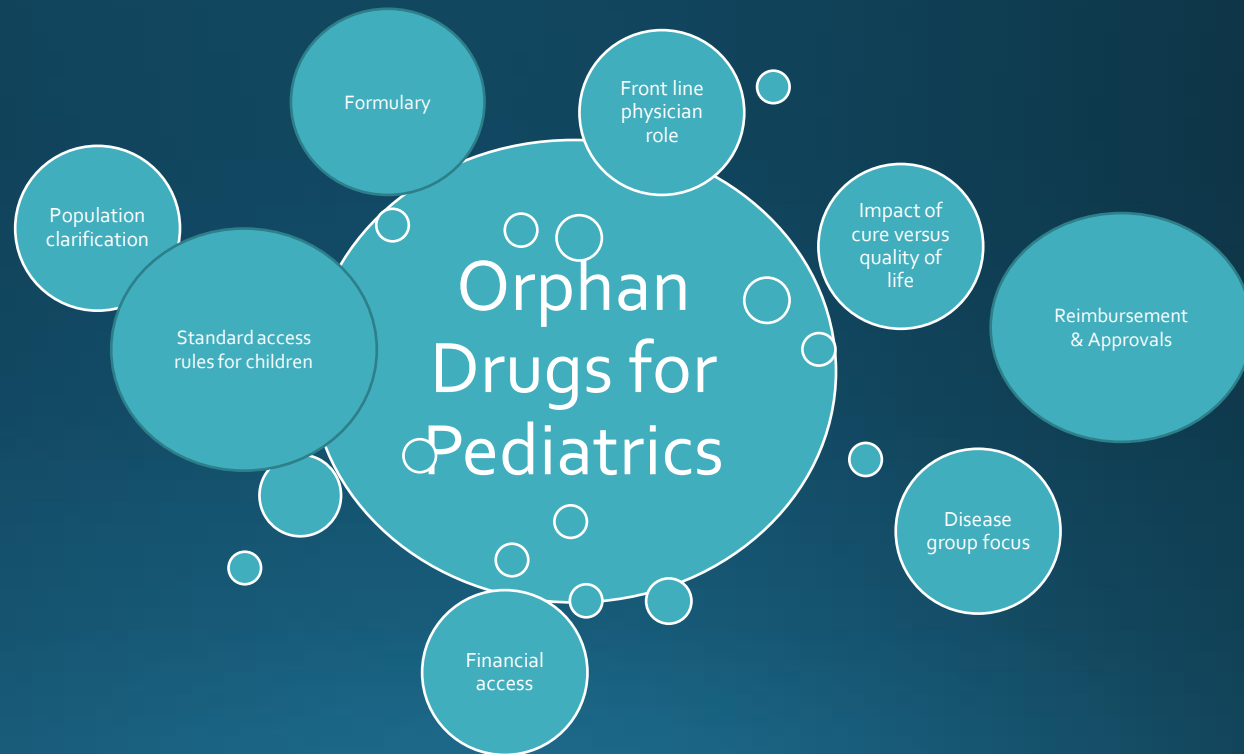 Formulary
Front line
physician
role
Population
clarification
Impact of
cure versus
quality of
life
Standard access
rules for children
Orphan
Drugs for
Pediatrics
Reimbursement
& Approvals
Disease
group focus
Financial
access